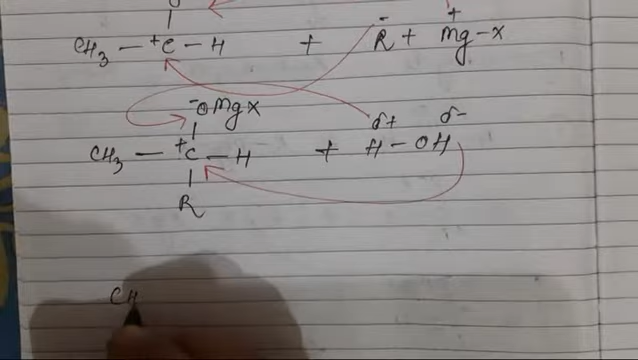 O
CH3 — +C — H + R- + +Mg-X
-OMgX
CH3 — +C — H + H δ+ — OH δ-
R
CH